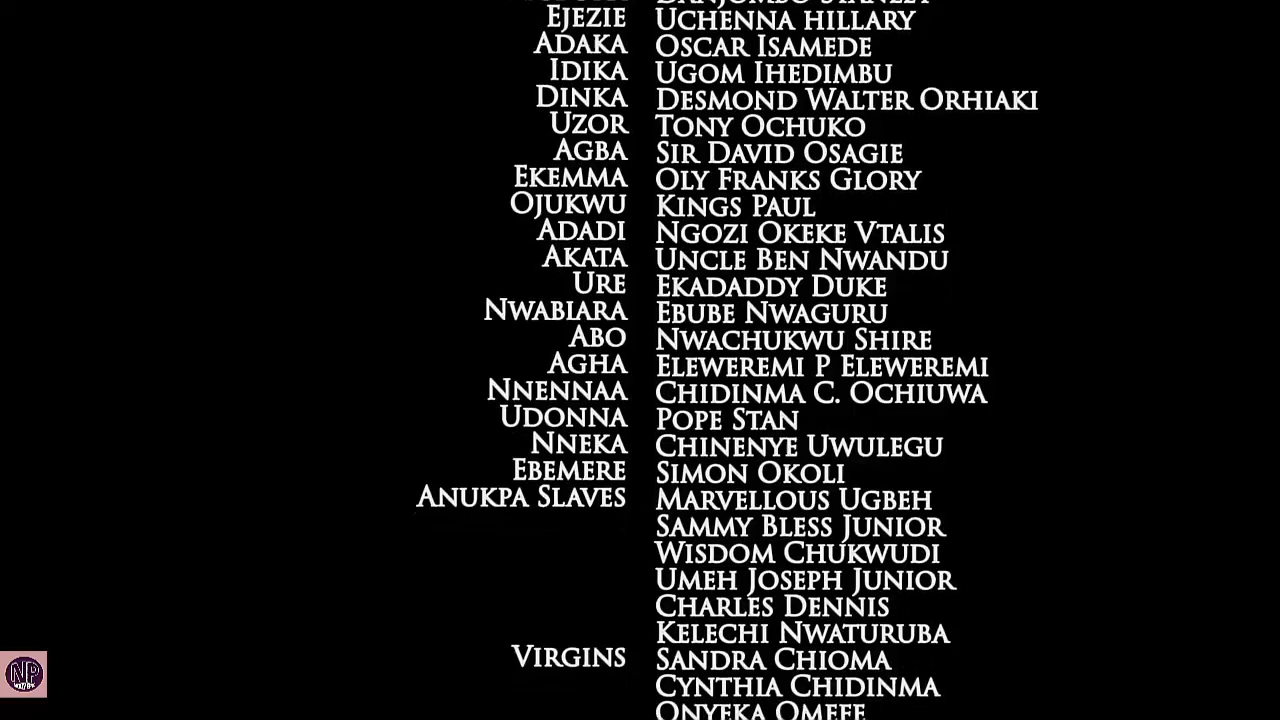 Ejezie Uchenna hillary
Adaka Oscar Isamede
Idika Ugom Ihedimbu
Dinka Desmond Walter Orhiaki
Uzor Tony Ochuko
Agba Sir David Osagie
Ekemma Oly Franks Glory
Ojukwu Kings Paul
Adadi Ngozi Okeke Vtalis
Akata Uncle Ben Nwandu
Ure Ekadaddy Duke
Nwabiara Ebube Nwaguru
Abo Nwachukwu Shire
Agha Eleweremi P Eleweremi
Nnennaa Chidinma C. Ochiuwa
Udonna Pope Stan
Nneka Chinenye Uwulegu
Ebemere Simon Okoli
Anukpa Slaves Marvellous Ugbeh
Sammy Bless Junior
Wisdom Chukwudi
Umeh Joseph Junior
Charles Dennis
Kelechi Nwaturuba
Virgins Sandra Chioma
Cynthia Chidinma
Onyeka Omefe
NP